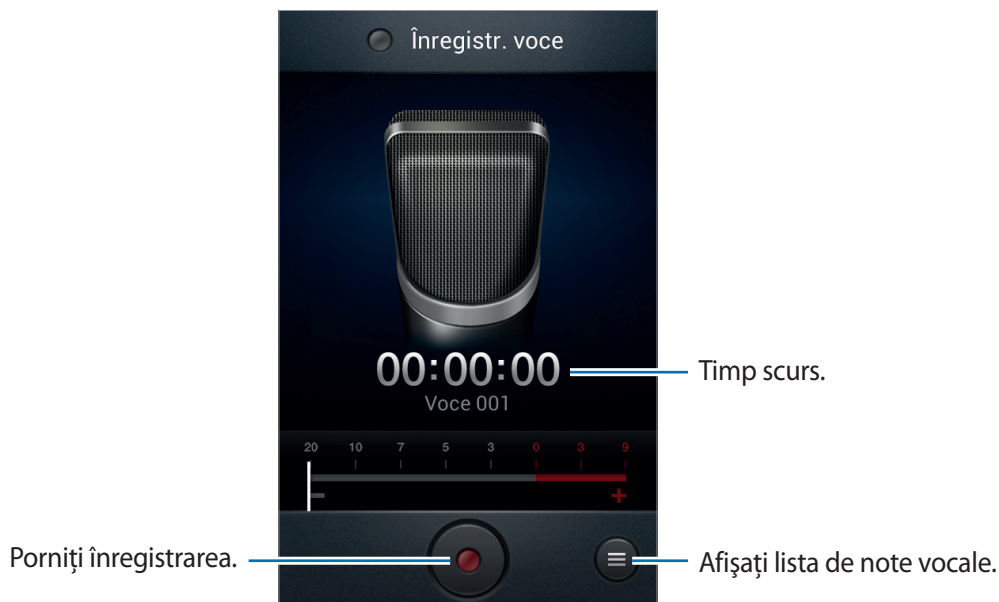 Înregistr. voce
00:00:00
Timp scurs.
Voce 001
20 10 7 5 3 0 3 9
- +
Porniți înregistrarea.
Afişați lista de note vocale.